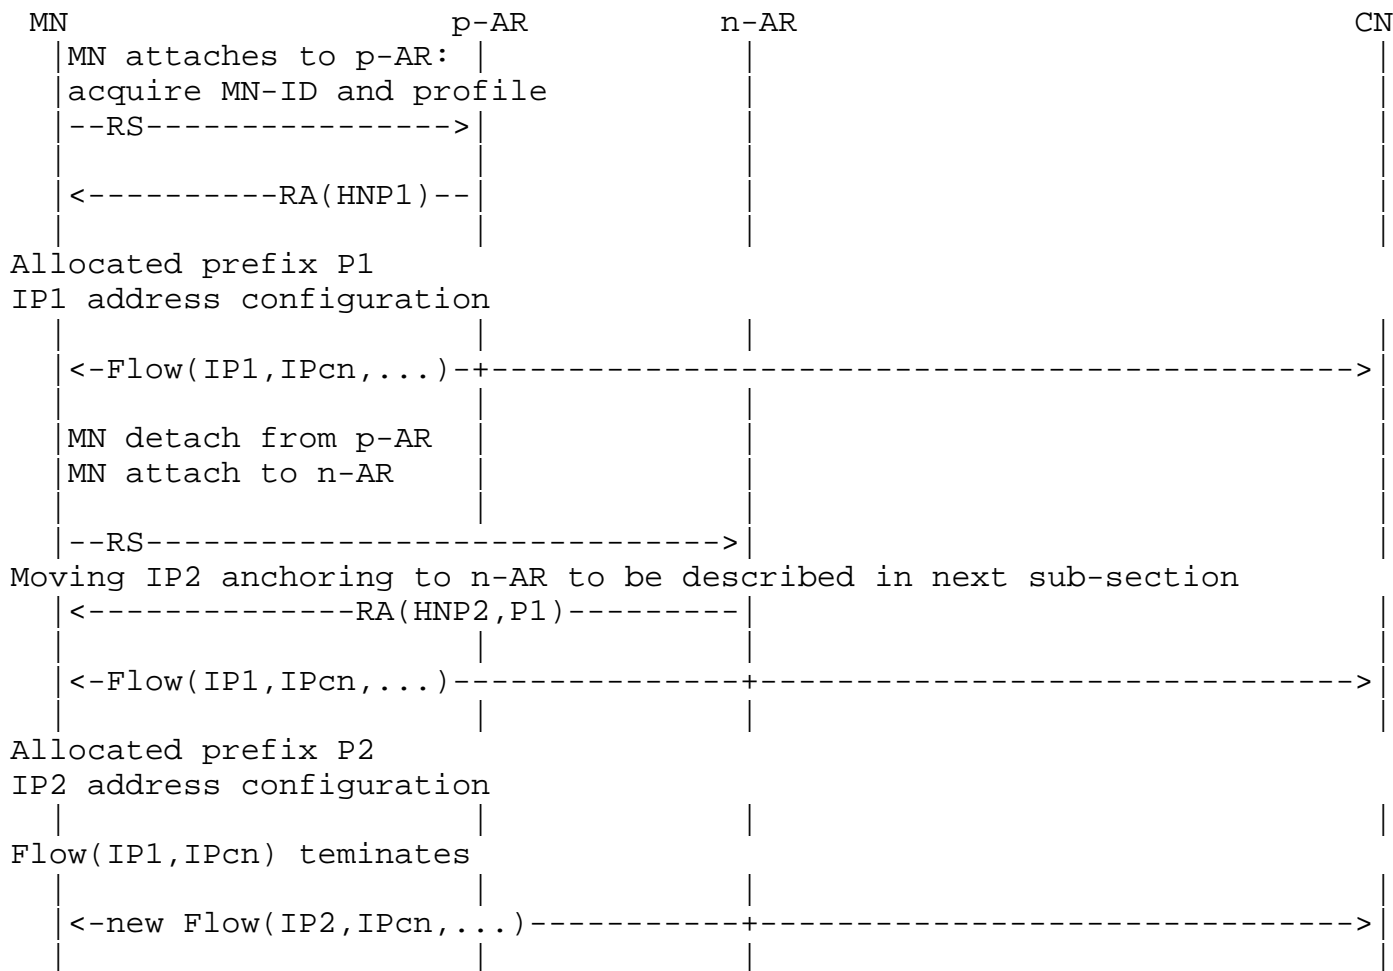 MN p-AR n-AR CN
|MN attaches to p-AR: | | |
|acquire MN-ID and profile | |
|--RS---------------->| | |
| | | |
|<----------RA(HNP1)--| | |
| | | |
Allocated prefix P1
IP1 address configuration
| | | |
|<-Flow(IP1,IPcn,...)-+--------------------------------------------->|
| | | |
|MN detach from p-AR | | |
|MN attach to n-AR | | |
| | | |
|--RS------------------------------>| |
Moving IP2 anchoring to n-AR to be described in next sub-section
|<--------------RA(HNP2,P1)---------| |
| | | |
|<-Flow(IP1,IPcn,...)---------------+------------------------------->|
| | | |
Allocated prefix P2
IP2 address configuration
| | | |
Flow(IP1,IPcn) teminates
| | | |
|<-new Flow(IP2,IPcn,...)-----------+------------------------------->|
| | | |